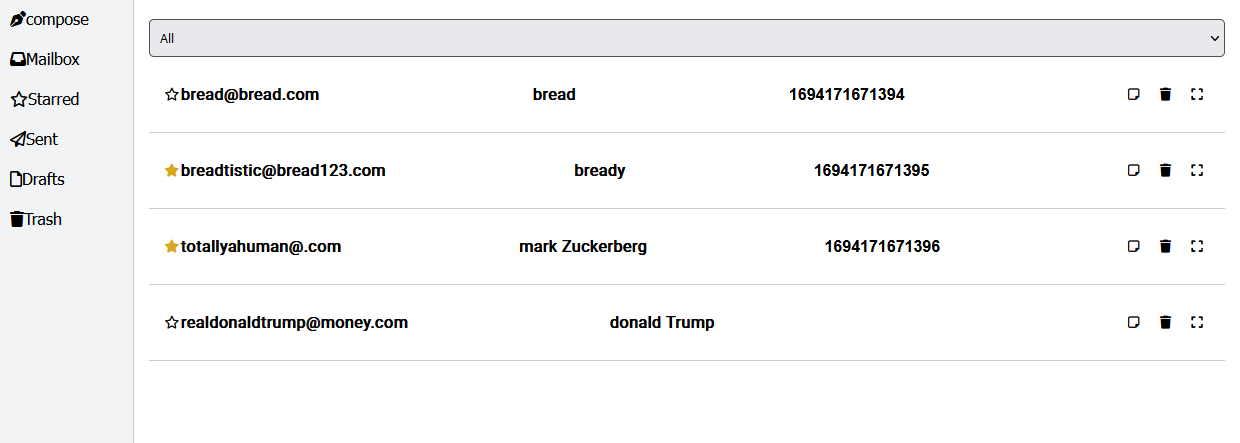 compose
Mailbox
Starred
Sent
Drafts
Trash
All
bread@bread.com bread 1694171671394
breadtistic@bread123.com bready 1694171671395
totallyahuman@.com mark Zuckerberg 1694171671396
realdonaldtrump@money.com donald Trump